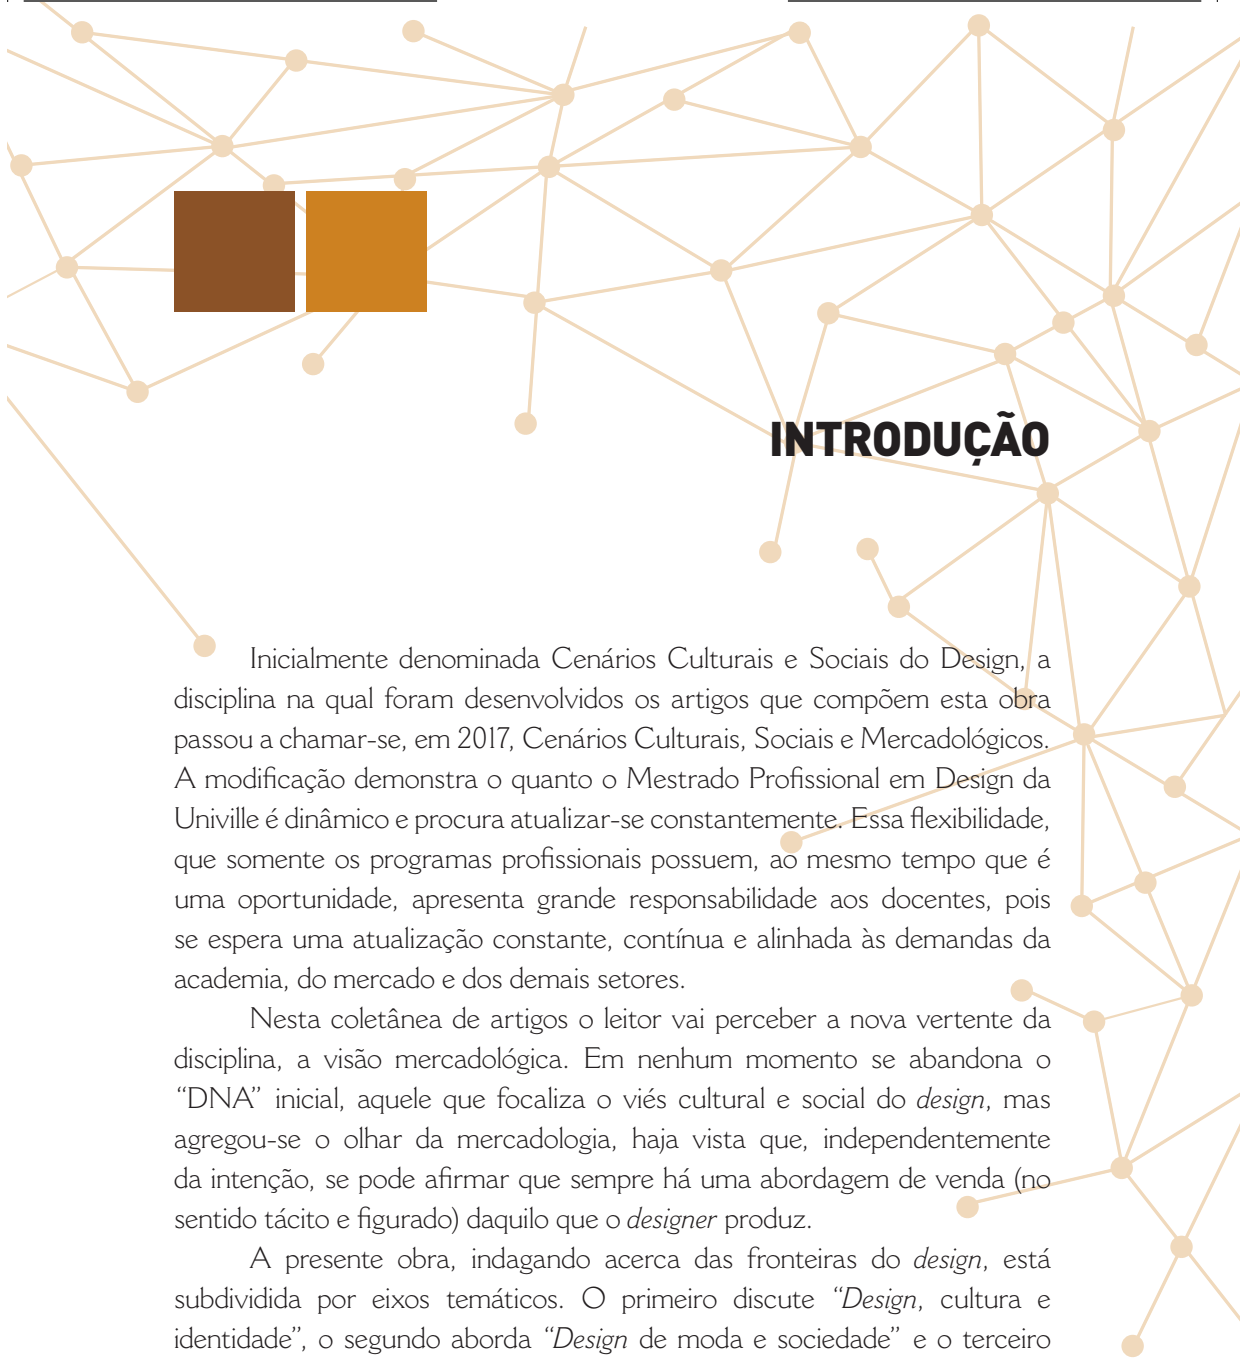 INTRODUÇÃO
Inicialmente denominada Cenários Culturais e Sociais do Design, a
disciplina na qual foram desenvolvidos os artigos que compõem esta obra
passou a chamar-se, em 2017, Cenários Culturais, Sociais e Mercadológicos.
A modificação demonstra o quanto o Mestrado Profissional em Design da
Univille é dinâmico e procura atualizar-se constantemente. Essa flexibilidade,
que somente os programas profissionais possuem, ao mesmo tempo que é
uma oportunidade, apresenta grande responsabilidade aos docentes, pois
se espera uma atualização constante, contínua e alinhada às demandas da
academia, do mercado e dos demais setores.
Nesta coletânea de artigos o leitor vai perceber a nova vertente da
disciplina, a visão mercadológica. Em nenhum momento se abandona o
“DNA” inicial, aquele que focaliza o viés cultural e social do design, mas
agregou-se o olhar da mercadologia, haja vista que, independentemente
da intenção, se pode afirmar que sempre há uma abordagem de venda (no
sentido tácito e figurado) daquilo que o designer produz.
A presente obra, indagando acerca das fronteiras do design, está
subdividida por eixos temáticos. O primeiro discute “Design, cultura e
identidade”, o segundo aborda “Design de moda e sociedade” e o terceiro